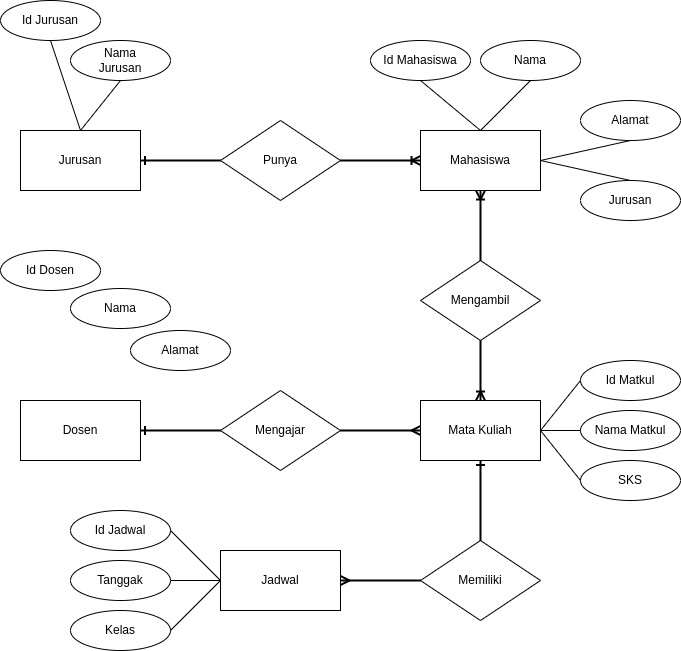 Id Jurusan
Nama
Jurusan
Id Mahasiswa
Nama
Alamat
Jurusan
Punya
Mahasiswa
Jurusan
Id Dosen
Nama
Alamat
Mengambil
Dosen
Mengajar
Mata Kuliah
Id Matkul
Nama Matkul
SKS
Id Jadwal
Tanggak
Kelas
Jadwal
Memiliki